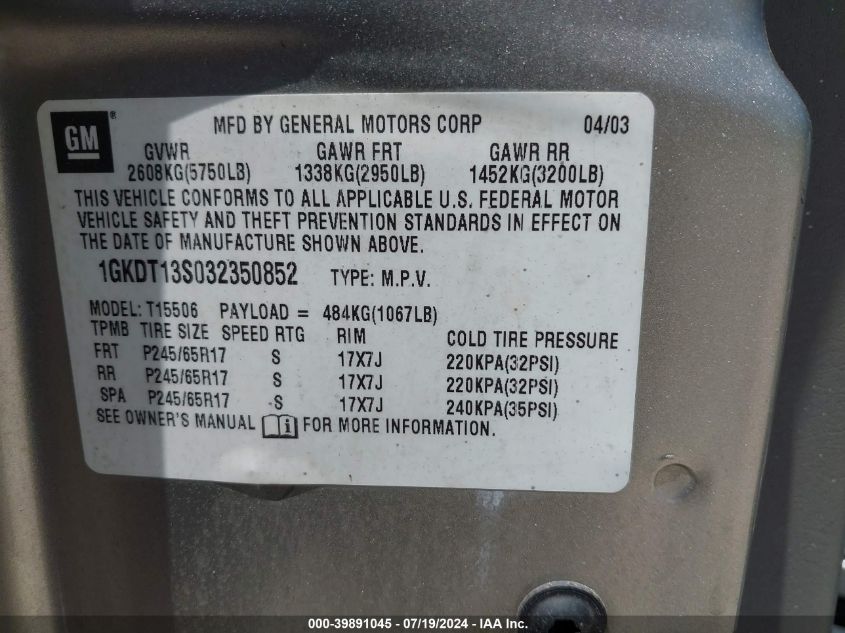 GM® MFD BY GENERAL MOTORS CORP 04/03
GVWR GAWR FRT GAWR RR
2608KG(5750LB) 1338KG(2950LB) 1452KG(3200LB)
THIS VEHICLE CONFORMS TO ALL APPLICABLE U.S. FEDERAL MOTOR
VEHICLE SAFETY AND THEFT PREVENTION STANDARDS IN EFFECT ON
THE DATE OF MANUFACTURE SHOWN ABOVE.
1GKDT13S032350852 TYPE: M.P.V.
MODEL: T15506 PAYLOAD = 484KG(1067LB)
TPMB TIRE SIZE SPEED RTG RIM COLD TIRE PRESSURE
FRT P245/65R17 S 17X7J 220KPA(32PSI)
RR P245/65R17 S 17X7J 220KPA(32PSI)
SPA P245/65R17 S 17X7J 240KPA(35PSI)
SEE OWNER'S MANUAL i FOR MORE INFORMATION.
000-39891045 / 07/19/2024 - IAA Inc.